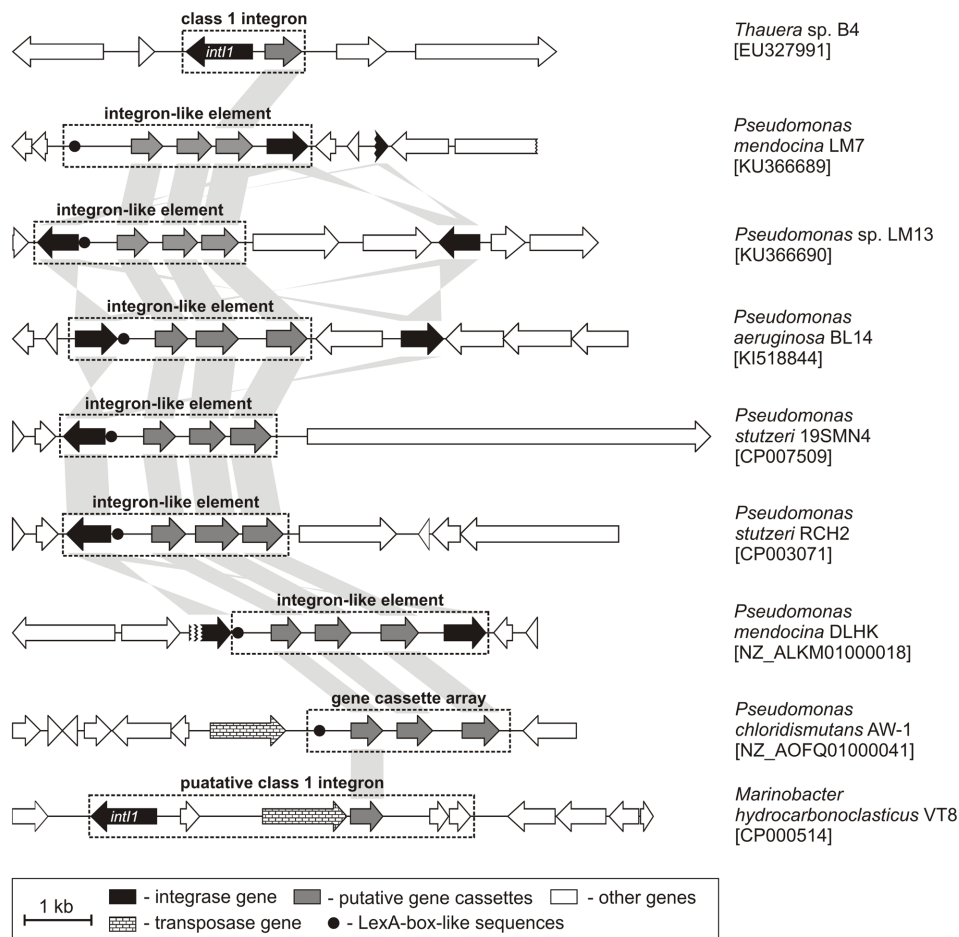 class 1 integron
intI1
Thauera sp. B4
[EU327991]
integron-like element
Pseudomonas
mendocina LM7
[KU366689]
integron-like element
Pseudomonas sp. LM13
[KU366690]
integron-like element
Pseudomonas
aeruginosa BL14
[KI518844]
integron-like element
Pseudomonas
stutzeri 19SMN4
[CP007509]
integron-like element
Pseudomonas
stutzeri RCH2
[CP003071]
integron-like element
Pseudomonas
mendocina DLHK
[NZ_ALKM01000018]
gene cassette array
Pseudomonas
chloridismutans AW-1
[NZ_AOFQ01000041]
puatative class 1 integron
intI1
Marinobacter
hydrocarbonoclasticus VT8
[CP000514]
1 kb
- integrase gene
- putative gene cassettes
- other genes
- transposase gene
- LexA-box-like sequences